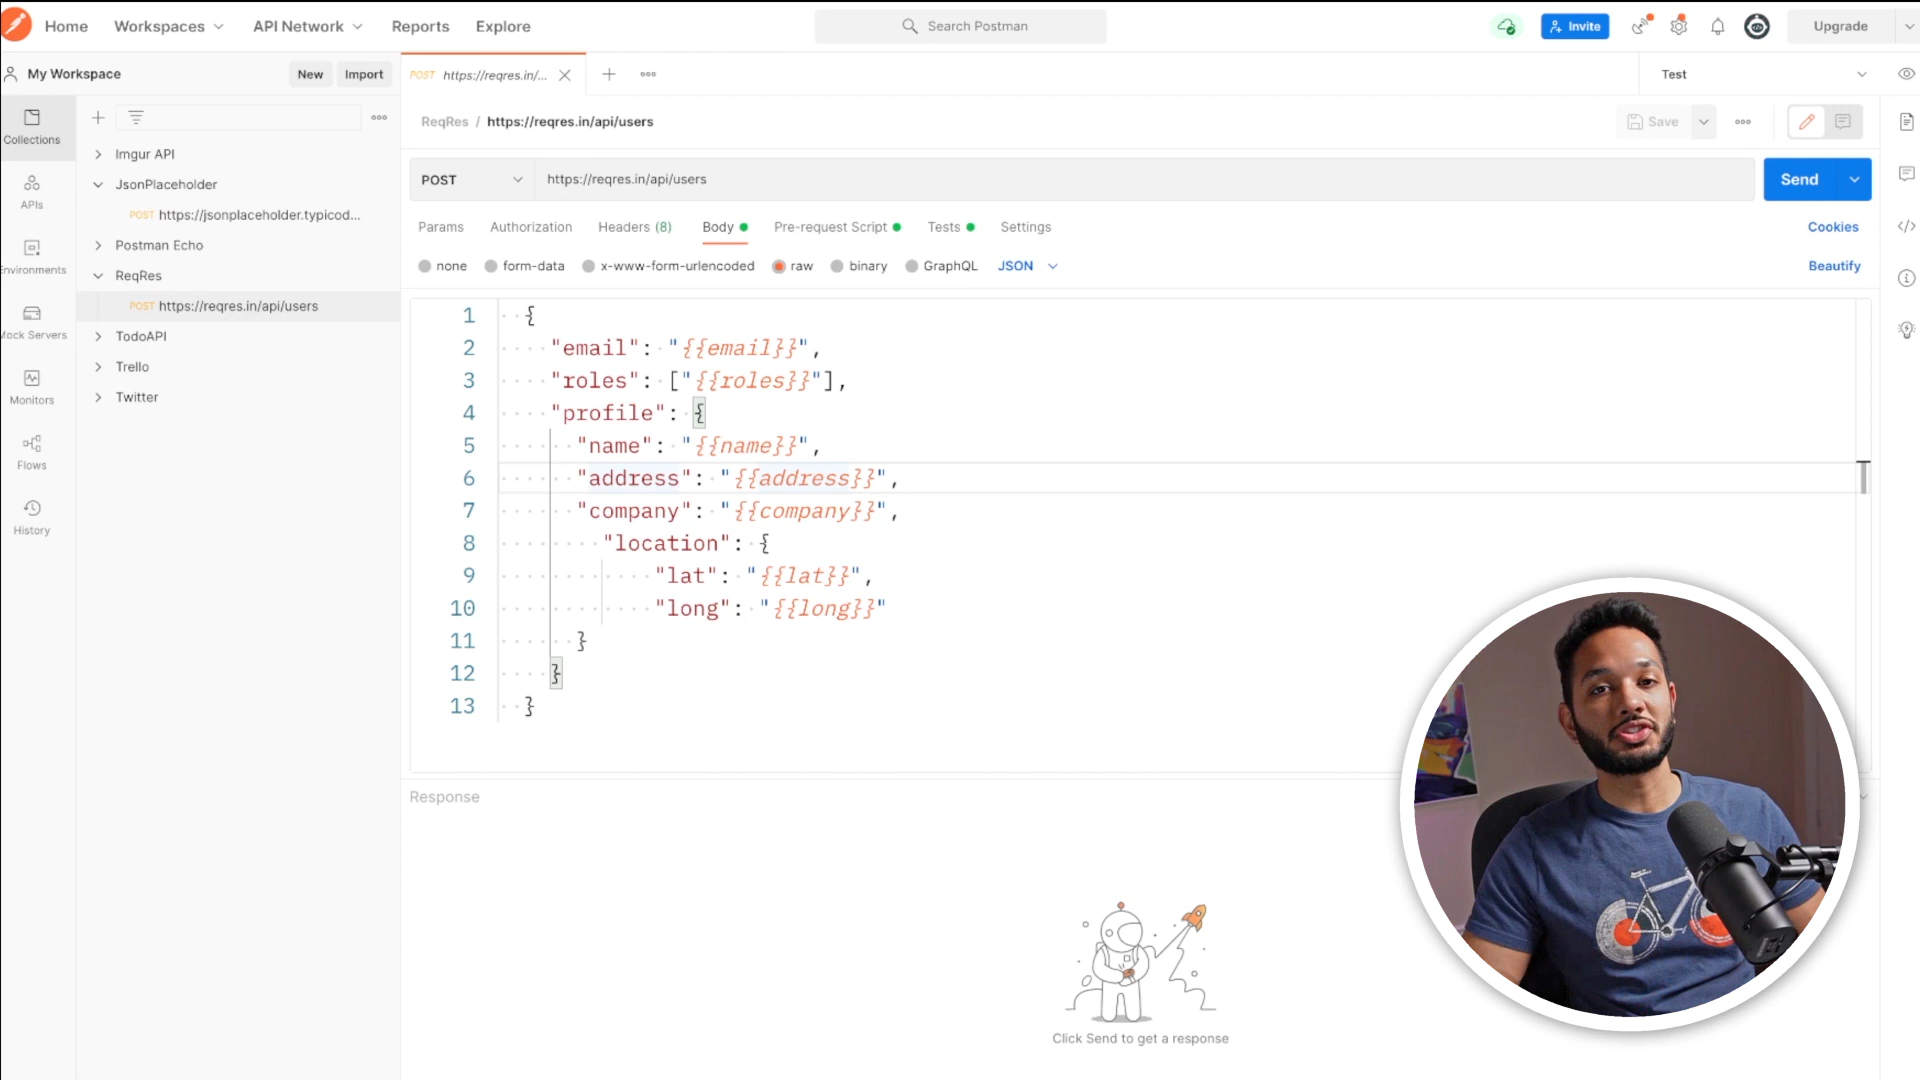 Home Workspaces API Network Reports Explore Search Postman Invite Upgrade
My Workspace New Import POST https://reqres.in/... Test
Collections
APIs
Environments
Mock Servers
Monitors
Flows
History
Imgur API
JsonPlaceholder
POST https://jsonplaceholder.typicod...
Postman Echo
ReqRes
POST https://reqres.in/api/users
TodoAPI
Trello
Twitter
ReqRes / https://reqres.in/api/users Save
POST https://reqres.in/api/users Send
Params Authorization Headers (8) Body Pre-request Script Tests Settings Cookies
none form-data x-www-form-urlencoded raw binary GraphQL JSON Beautify
1 {
2 "email": "{{email}}",
3 "roles": ["{{roles}}"],
4 "profile": {
5 "name": "{{name}}",
6 "address": "{{address}}",
7 "company": "{{company}}",
8 "location": {
9 "lat": "{{lat}}",
10 "long": "{{long}}"
11 }
12 }
13 }
Response
Click Send to get a response